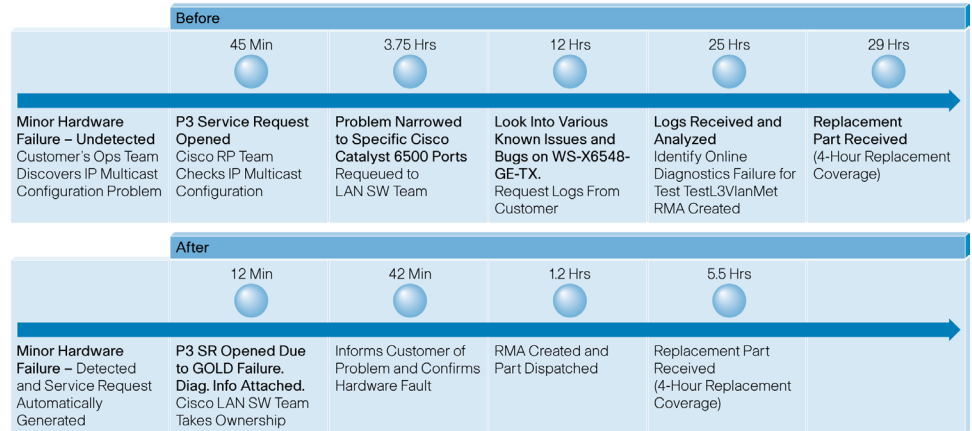 Before
45 Min
3.75 Hrs
12 Hrs
25 Hrs
29 Hrs
Minor Hardware
Failure – Undetected
Customer's Ops Team
Discovers IP Multicast
Configuration Problem
P3 Service Request
Opened
Cisco RP Team
Checks IP Multicast
Configuration
Problem Narrowed
to Specific Cisco
Catalyst 6500 Ports
Requeued to
LAN SW Team
Look Into Various
Known Issues and
Bugs on WS-X6548-
GE-TX.
Request Logs From
Customer
Logs Received and
Analyzed
Identify Online
Diagnostics Failure for
Test TestL3VlanMet
RMA Created
Replacement
Part Received
(4-Hour Replacement
Coverage)
After
12 Min
42 Min
1.2 Hrs
5.5 Hrs
Minor Hardware
Failure – Detected
and Service Request
Automatically
Generated
P3 SR Opened Due
to GOLD Failure.
Diag. Info Attached.
Cisco LAN SW Team
Takes Ownership
Informs Customer of
Problem and Confirms
Hardware Fault
RMA Created and
Part Dispatched
Replacement Part
Received
(4-Hour Replacement
Coverage)